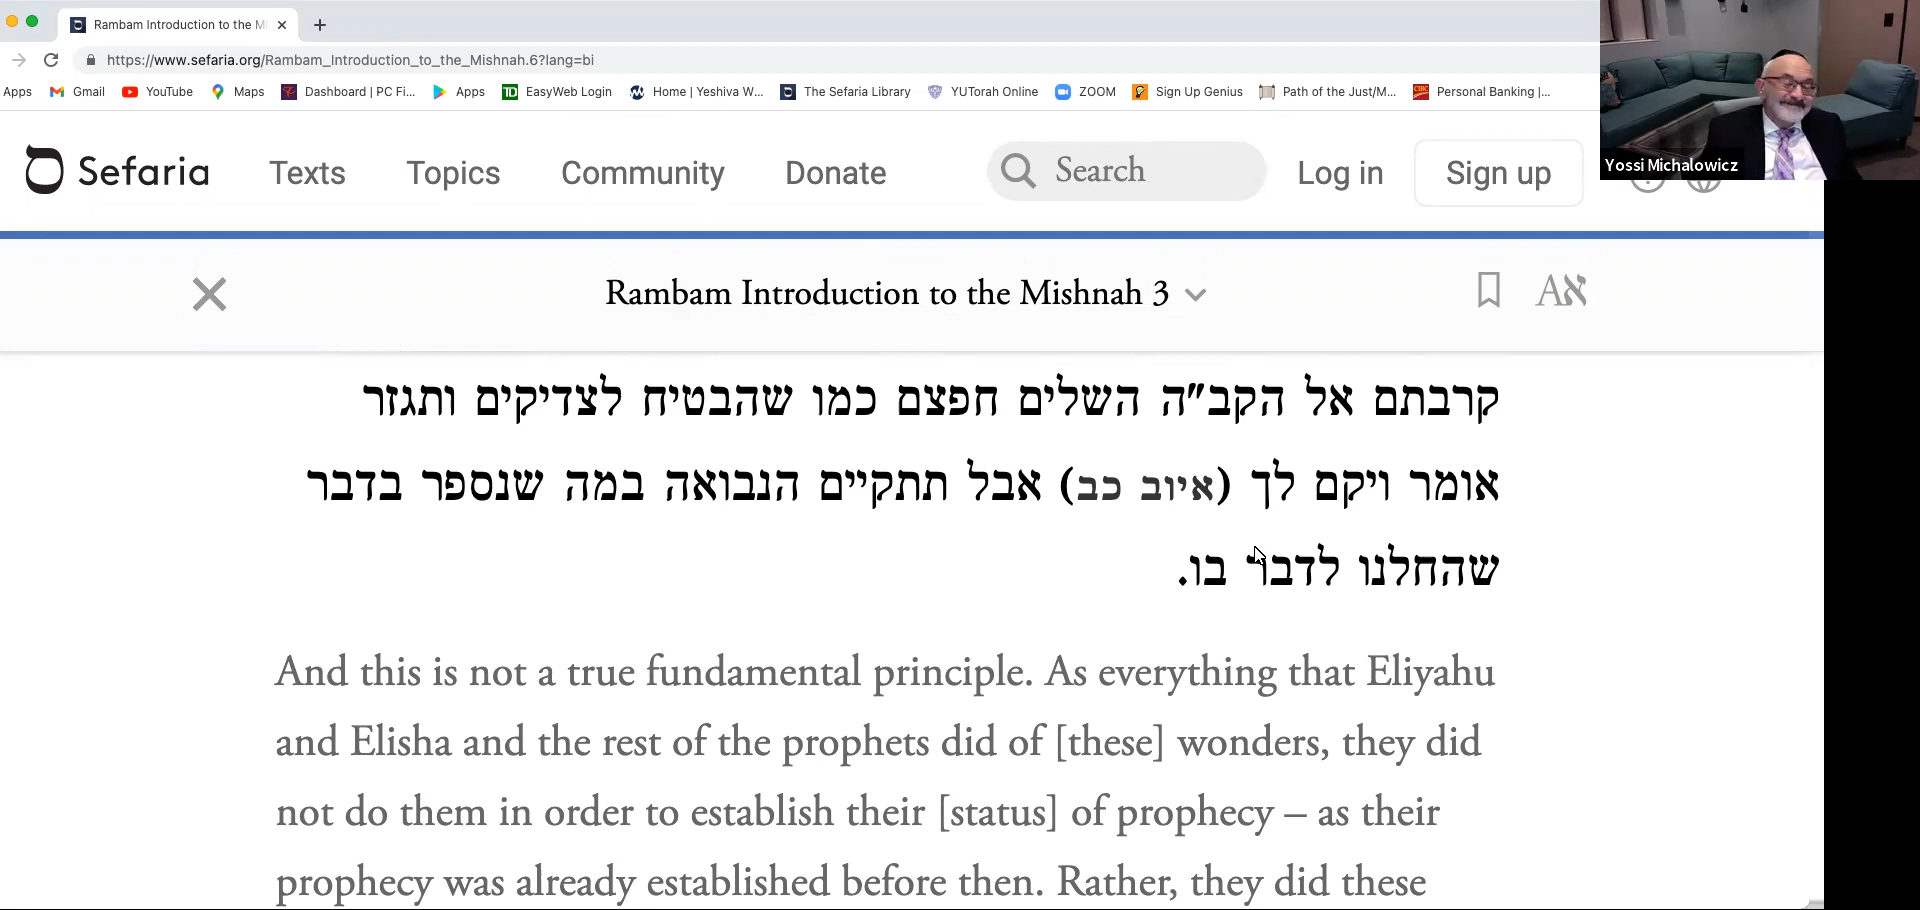 Rambam Introduction to the Mi
https://www.sefaria.org/Rambam_Introduction_to_the_Mishnah.6?lang=bi
Apps Gmail YouTube Maps Dashboard | PC Fi... Apps EasyWeb Login Home | Yeshiva W... The Sefaria Library YUTorah Online ZOOM Sign Up Genius Path of the Just/M... Personal Banking |...
Yossi Michalowicz
Sefaria Texts Topics Community Donate Search Log in Sign up
Rambam Introduction to the Mishnah 3
קרבתם אל הקב"ה השלים חפצם כמו שהבטיח לצדיקים ותגזר
אומר ויקם לך (איוב כב) אבל תתקיים הנבואה במה שנספר בדבר
שהחלנו לדבר בו.
And this is not a true fundamental principle. As everything that Eliyahu
and Elisha and the rest of the prophets did of [these] wonders, they did
not do them in order to establish their [status] of prophecy – as their
prophecy was already established before then. Rather, they did these